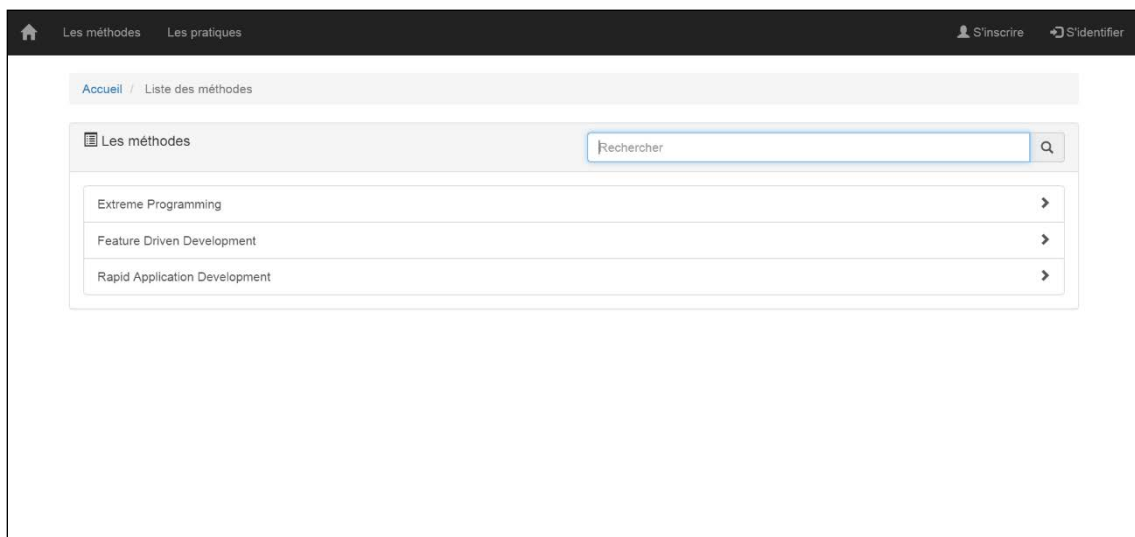 Les méthodes Les pratiques S'inscrire S'identifier
Accueil / Liste des méthodes
Les méthodes Rechercher
Extreme Programming
Feature Driven Development
Rapid Application Development